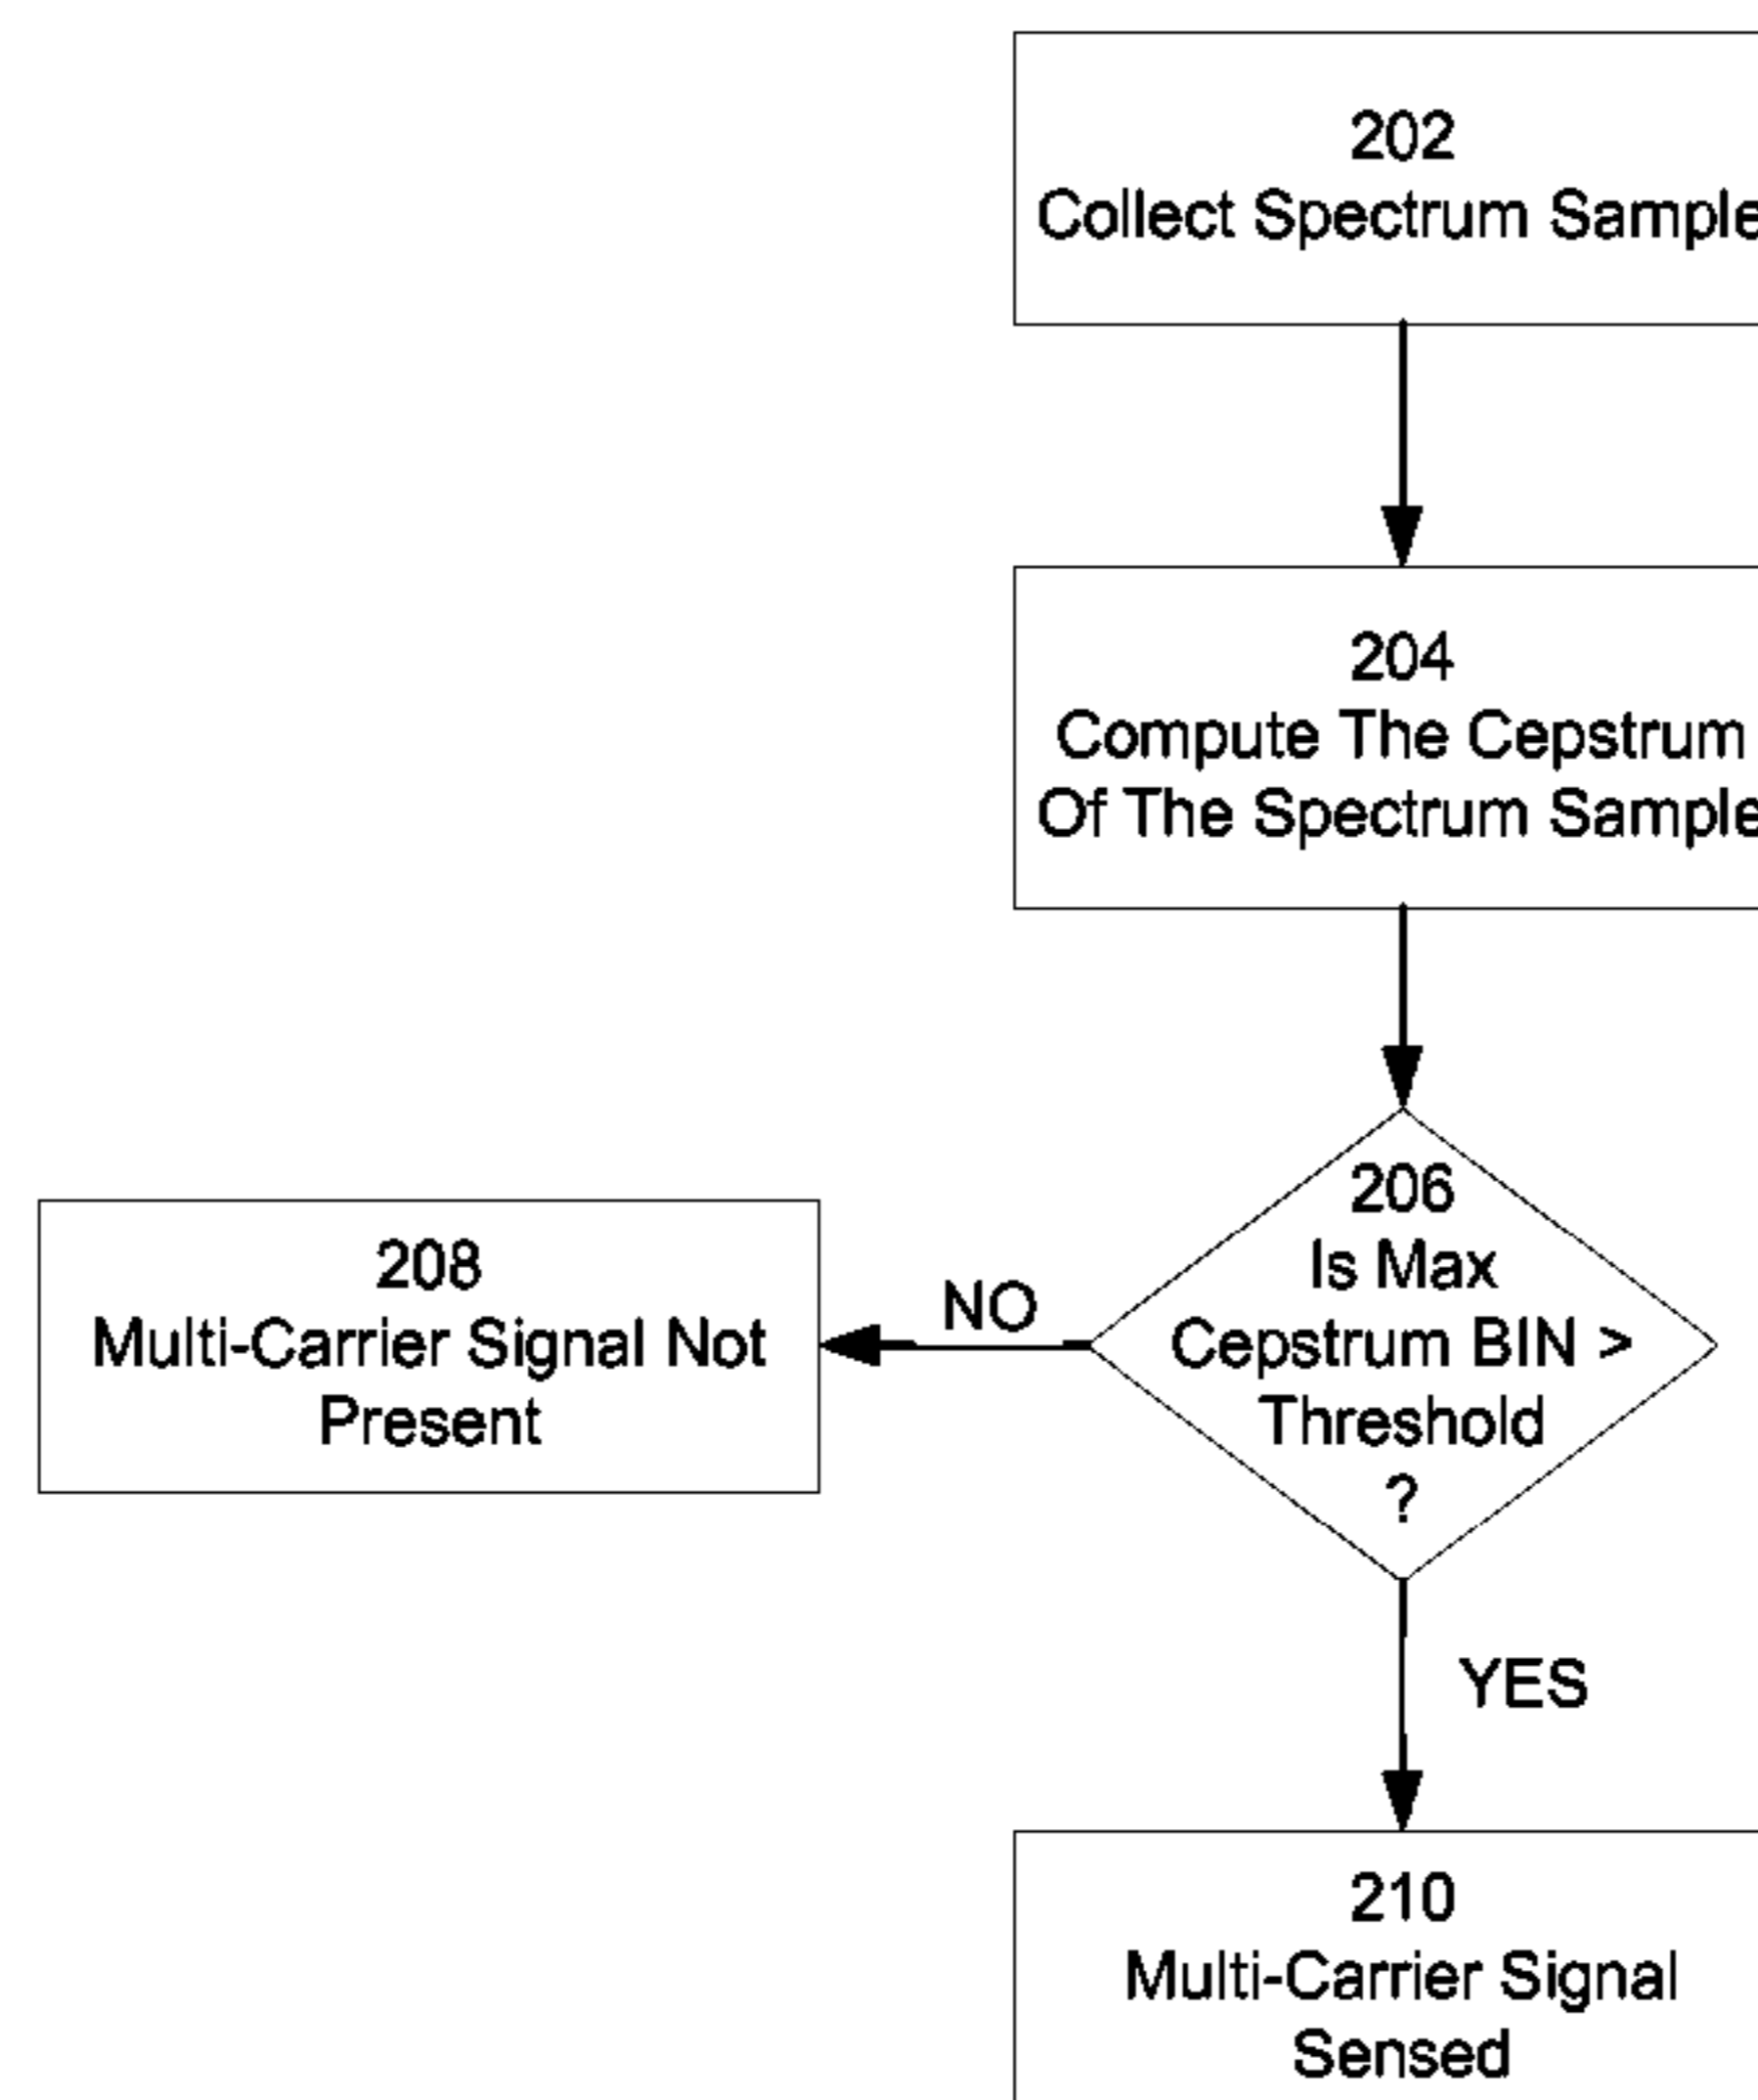 202
Collect Spectrum Sample
204
Compute The Cepstrum
Of The Spectrum Sample
206
Is Max
Cepstrum BIN >
Threshold
?
NO
208
Multi-Carrier Signal Not
Present
YES
210
Multi-Carrier Signal
Sensed